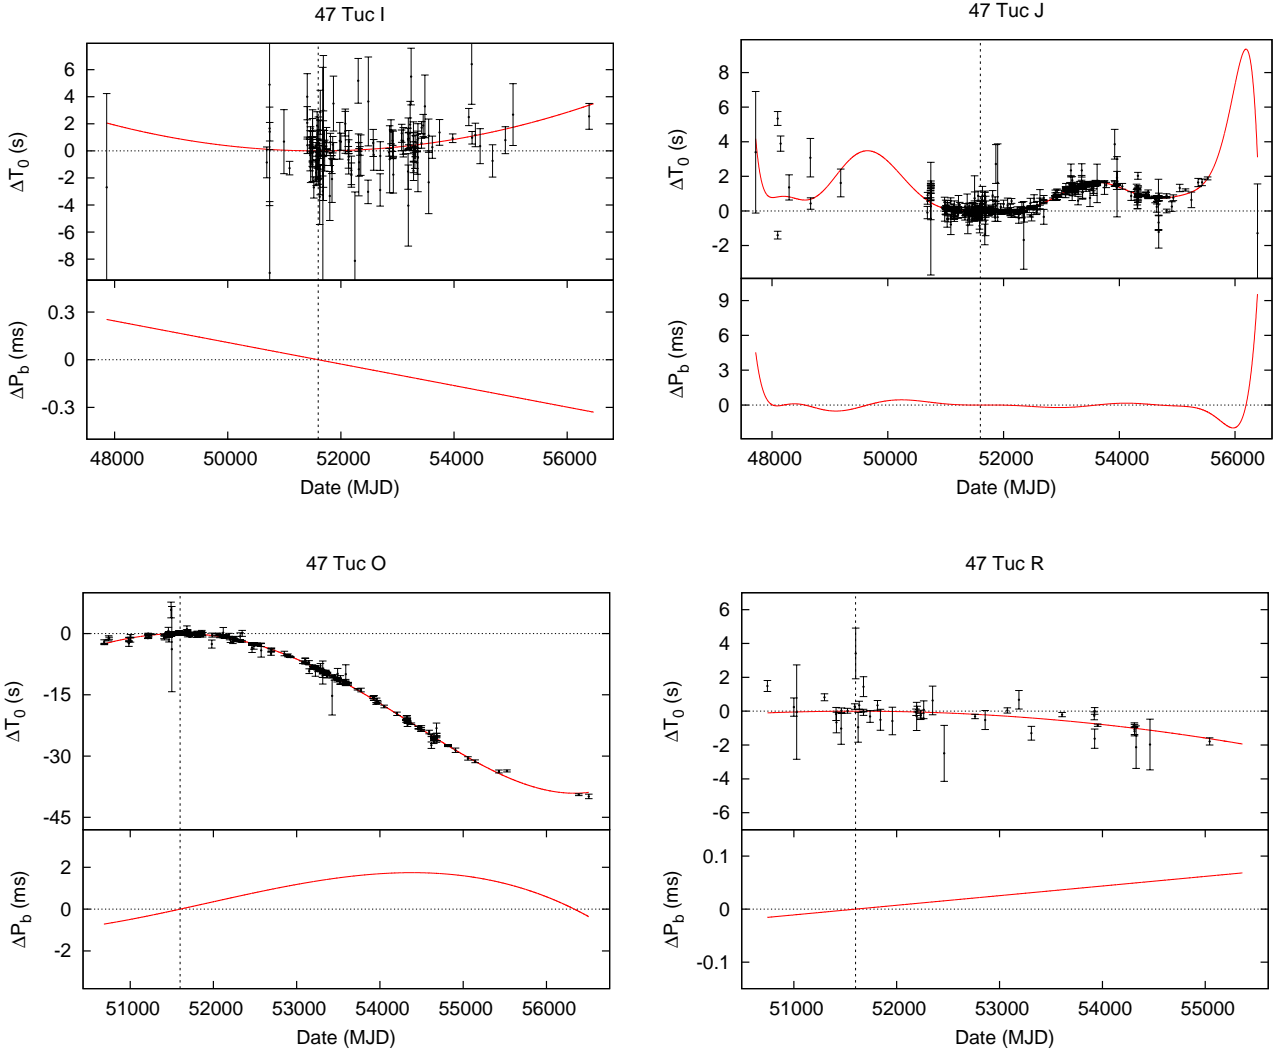 47 Tuc I
6
4
2
0
-2
-4
-6
-8
ΔT0 (s)
0.3
0
-0.3
ΔPb (ms)
48000 50000 52000 54000 56000
Date (MJD)
47 Tuc J
8
6
4
2
0
-2
ΔT0 (s)
9
6
3
0
ΔPb (ms)
48000 50000 52000 54000 56000
Date (MJD)
47 Tuc O
0
-15
-30
-45
ΔT0 (s)
2
0
-2
ΔPb (ms)
51000 52000 53000 54000 55000 56000
Date (MJD)
47 Tuc R
6
4
2
0
-2
-4
-6
ΔT0 (s)
0.1
0
-0.1
ΔPb (ms)
51000 52000 53000 54000 55000
Date (MJD)